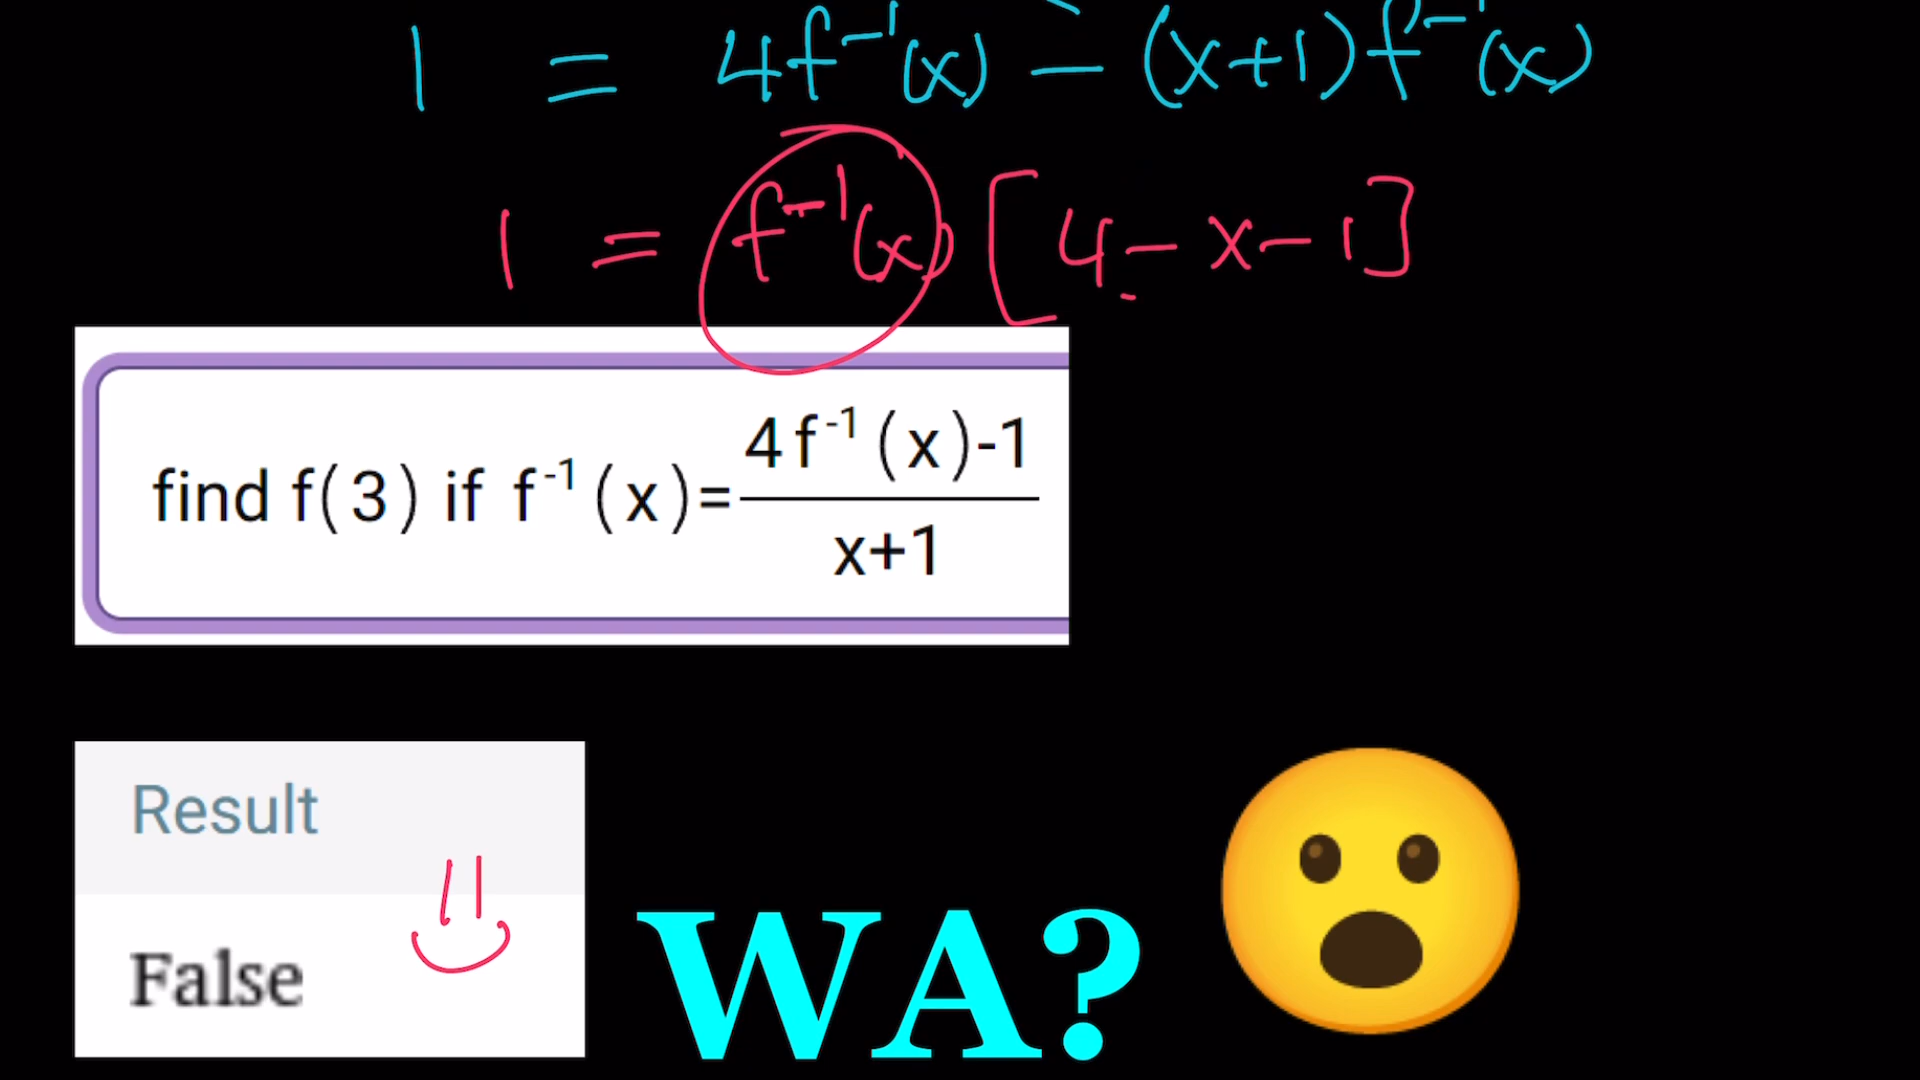 1 = 4f⁻¹(x) - (x+1)f⁻¹(x)
1 = f⁻¹(x) [4 - x - 1]
find f(3) if f⁻¹(x)=
4f⁻¹(x)-1
x+1
Result
False
WA?